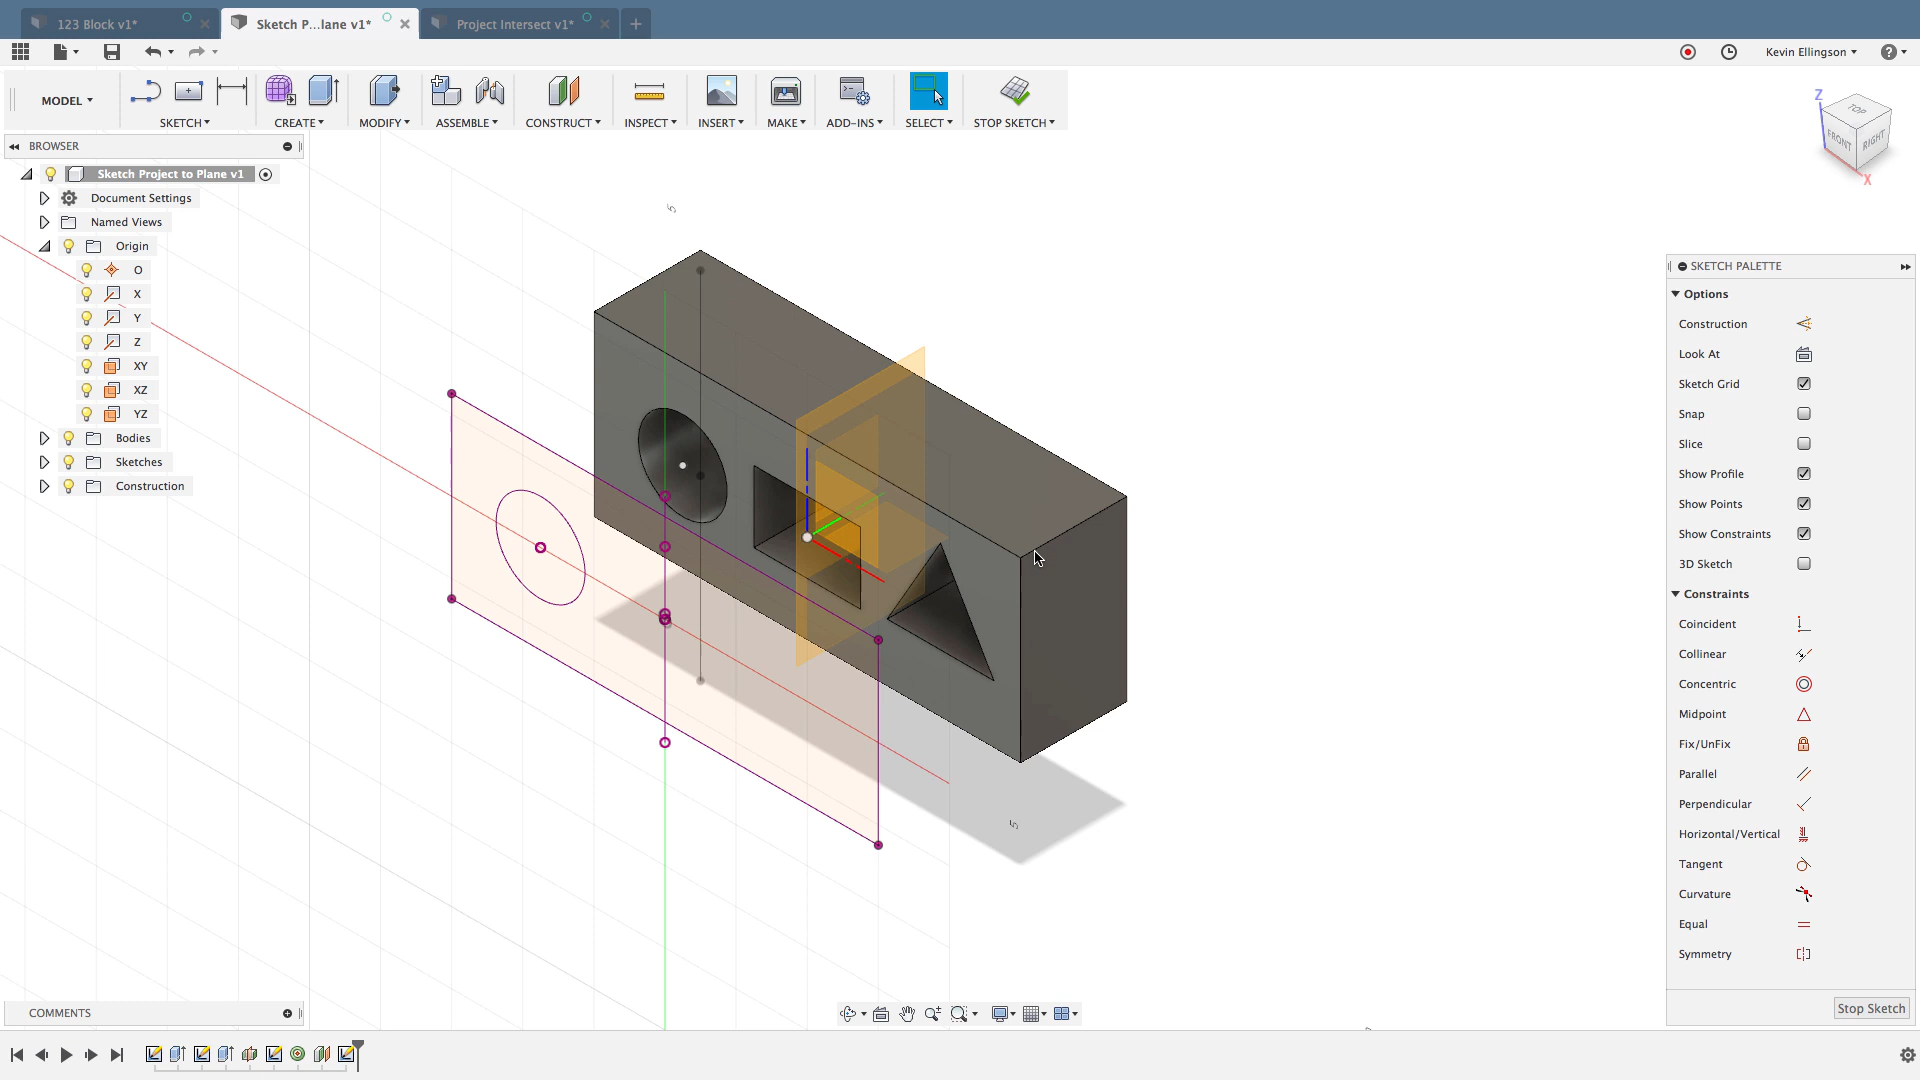 123 Block v1*
Sketch P...lane v1*
Project Intersect v1*
Kevin Ellingson
MODEL
SKETCH
CREATE
MODIFY
ASSEMBLE
CONSTRUCT
INSPECT
INSERT
MAKE
ADD-INS
SELECT
STOP SKETCH
Z
TOP
FRONT
RIGHT
X
BROWSER
Sketch Project to Plane v1
Document Settings
Named Views
Origin
O
X
Y
Z
XY
XZ
YZ
Bodies
Sketches
Construction
5
5
SKETCH PALETTE
Options
Construction
Look At
Sketch Grid
Snap
Slice
Show Profile
Show Points
Show Constraints
3D Sketch
Constraints
Coincident
Collinear
Concentric
Midpoint
Fix/UnFix
Parallel
Perpendicular
Horizontal/Vertical
Tangent
Curvature
Equal
Symmetry
Stop Sketch
COMMENTS